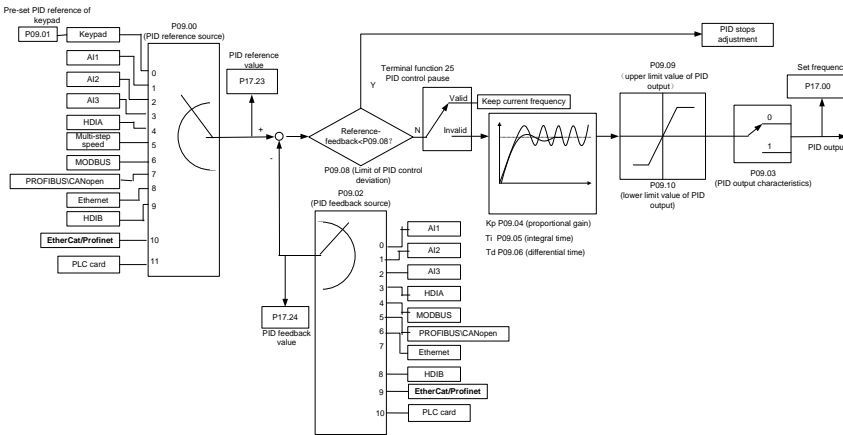 Pre-set PID reference of
keypad
P09.01
Keypad
AI1
AI2
AI3
HDIA
Multi-step
speed
MODBUS
PROFIBUS\CANopen
Ethernet
HDIB
EtherCat/Profinet
PLC card
P09.00
(PID reference source)
0
1
2
3
4
5
6
7
8
9
10
11
PID reference
value
P17.23
+
-
P17.24
PID feedback
value
Y
Reference-
feedback<P09.08?
N
P09.08 (Limit of PID control
deviation)
Terminal function 25
PID control pause
Valid
Invalid
Keep current frequency
PID stops
adjustment
P09.02
(PID feedback source)
0
1
2
3
4
5
6
7
8
9
10
AI1
AI2
AI3
HDIA
MODBUS
PROFIBUS\CANopen
Ethernet
HDIB
EtherCat/Profinet
PLC card
Kp P09.04 (proportional gain)
Ti P09.05 (integral time)
Td P09.06 (differential time)
P09.09
(upper limit value of PID
output)
P09.10
(lower limit value of PID
output)
0
1
P09.03
(PID output characteristics)
Set frequency
P17.00
PID output